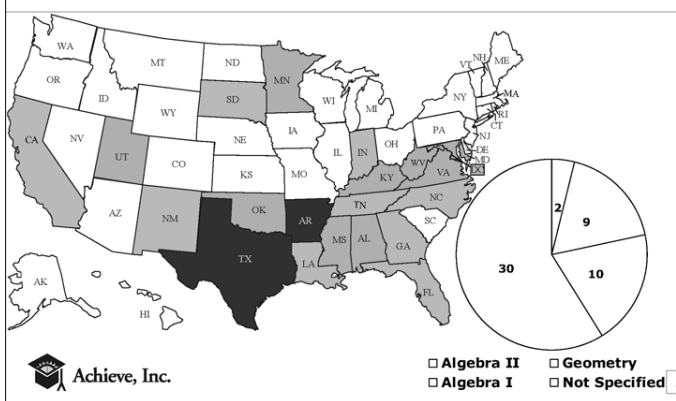 WA
MT
ND
MN
OR
ID
SD
WI
MI
VT
NH
ME
WY
NY
MA
RI
CT
NV
NE
IA
PA
NJ
CA
UT
CO
IL
IN
OH
DE
MD
DC
KS
MO
WV
VA
KY
AZ
NM
OK
AR
TN
NC
SC
TX
LA
MS
AL
GA
FL
AK
HI
2
9
30
10
Algebra II
Geometry
Algebra I
Not Specified
Achieve, Inc.